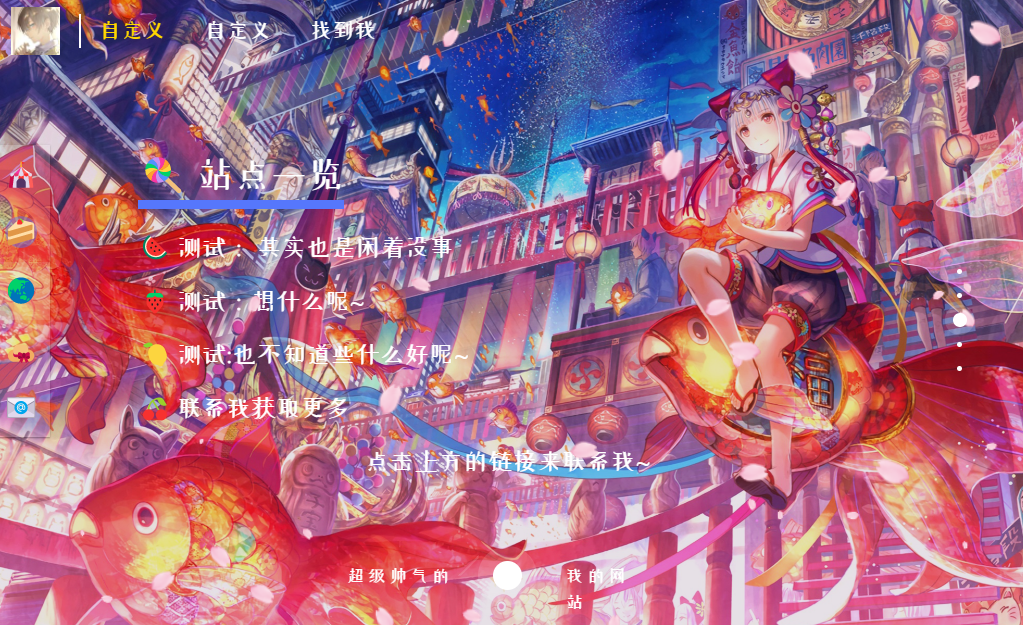 自定义 自定义 找到我
站点一览
测试： 其实也是闲着没事
测试：想什么呢~
测试:也不知道些什么好呢~
联系我获取更多
点击上方的链接来联系我~
超级帅气的 我的网
站